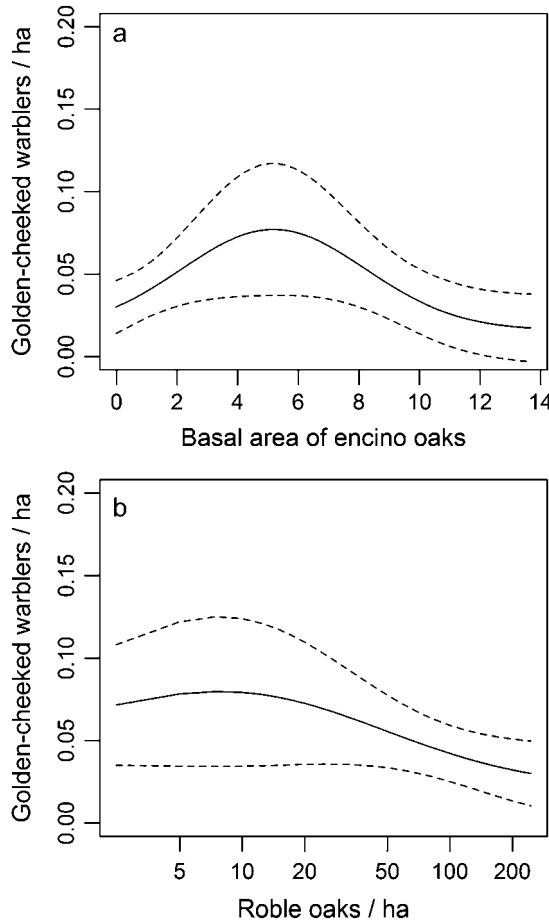 a
Golden-cheeked warblers / ha
0.20
0.15
0.10
0.05
0.00
0 2 4 6 8 10 12 14
Basal area of encino oaks
b
Golden-cheeked warblers / ha
0.20
0.15
0.10
0.05
0.00
5 10 20 50 100 200
Roble oaks / ha